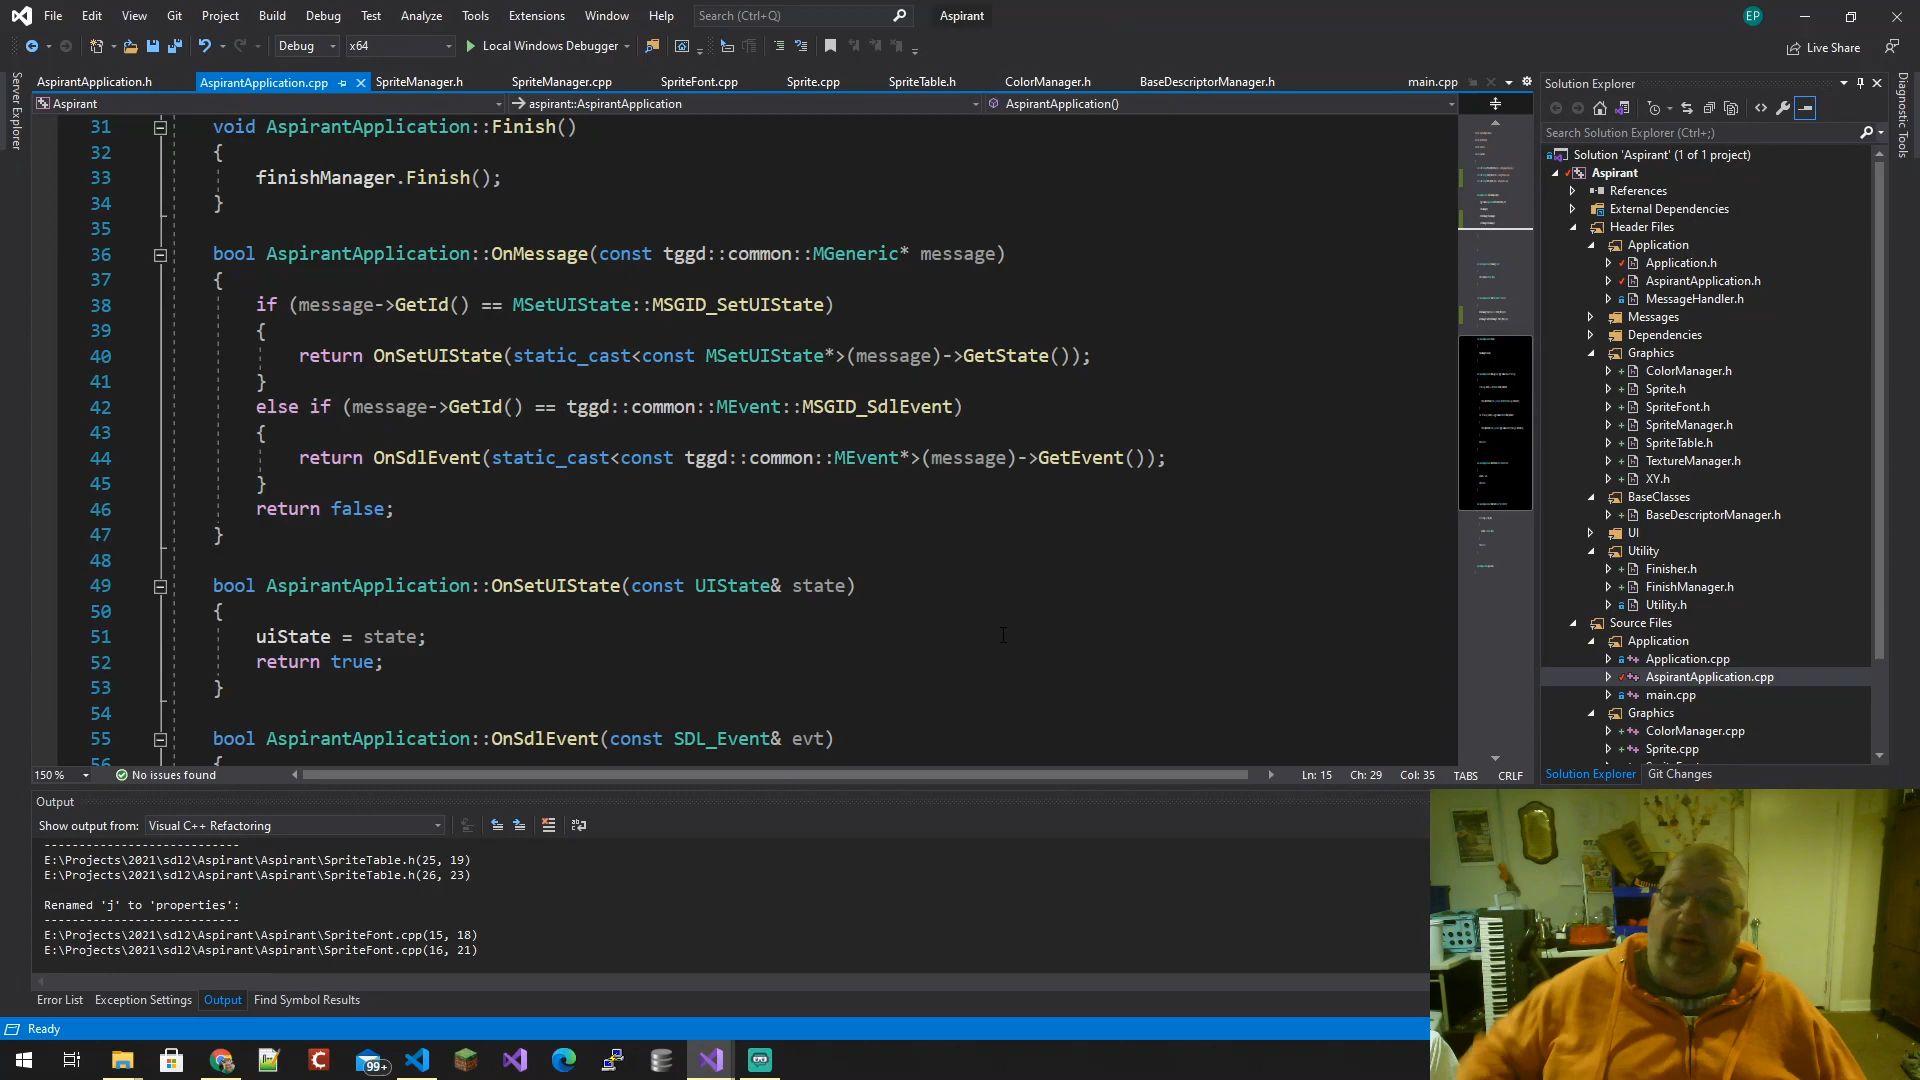 File Edit View Git Project Build Debug Test Analyze Tools Extensions Window Help Search (Ctrl+Q) Aspirant EP
Debug x64 Local Windows Debugger Live Share
AspirantApplication.h AspirantApplication.cpp SpriteManager.h SpriteManager.cpp SpriteFont.cpp Sprite.cpp SpriteTable.h ColorManager.h BaseDescriptorManager.h main.cpp
Aspirant aspirant::AspirantApplication AspirantApplication()
31 void AspirantApplication::Finish()
32 {
33 finishManager.Finish();
34 }
35
36 bool AspirantApplication::OnMessage(const tggd::common::MGeneric* message)
37 {
38 if (message->GetId() == MSetUIState::MSGID_SetUIState)
39 {
40 return OnSetUIState(static_cast<const MSetUIState*>(message)->GetState());
41 }
42 else if (message->GetId() == tggd::common::MEvent::MSGID_SdlEvent)
43 {
44 return OnSdlEvent(static_cast<const tggd::common::MEvent*>(message)->GetEvent());
45 }
46 return false;
47 }
48
49 bool AspirantApplication::OnSetUIState(const UIState& state)
50 {
51 uiState = state;
52 return true;
53 }
54
55 bool AspirantApplication::OnSdlEvent(const SDL_Event& evt)
56 {
150 % No issues found Ln: 15 Ch: 29 Col: 35 TABS CRLF
Output
Show output from: Visual C++ Refactoring
---------------------------
E:\Projects\2021\sdl2\Aspirant\Aspirant\SpriteTable.h(25, 19)
E:\Projects\2021\sdl2\Aspirant\Aspirant\SpriteTable.h(26, 23)
Renamed 'j' to 'properties':
---------------------------
E:\Projects\2021\sdl2\Aspirant\Aspirant\SpriteFont.cpp(15, 18)
E:\Projects\2021\sdl2\Aspirant\Aspirant\SpriteFont.cpp(16, 21)
Error List Exception Settings Output Find Symbol Results
Ready
99+
Server Explorer
Solution Explorer
Search Solution Explorer (Ctrl+;)
Solution 'Aspirant' (1 of 1 project)
Aspirant
References
External Dependencies
Header Files
Application
Application.h
AspirantApplication.h
MessageHandler.h
Messages
Dependencies
Graphics
ColorManager.h
Sprite.h
SpriteFont.h
SpriteManager.h
SpriteTable.h
TextureManager.h
XY.h
BaseClasses
BaseDescriptorManager.h
UI
Utility
Finisher.h
FinishManager.h
Utility.h
Source Files
Application
Application.cpp
AspirantApplication.cpp
main.cpp
Graphics
ColorManager.cpp
Sprite.cpp
Solution Explorer Git Changes
Diagnostic Tools